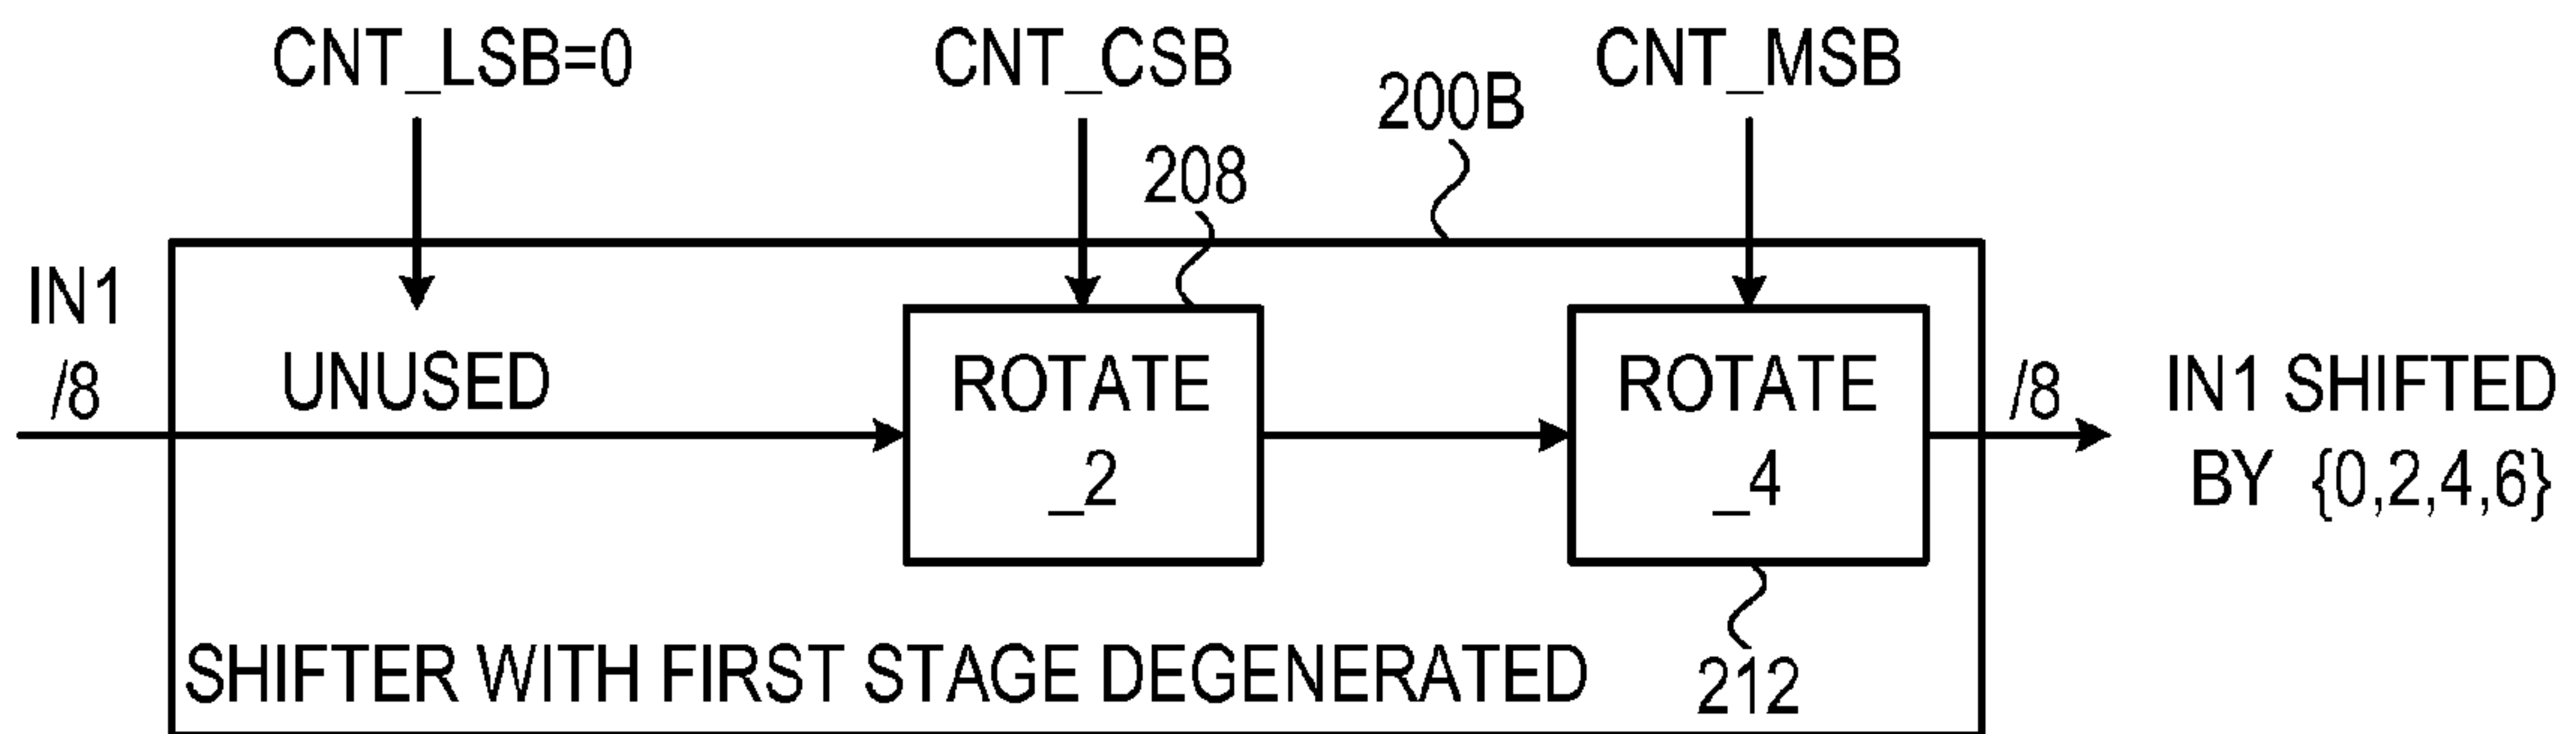 CNT_LSB=0
CNT_CSB
CNT_MSB
200B
208
IN1
/8
UNUSED
ROTATE
_2
ROTATE
_4
/8
IN1 SHIFTED
BY {0,2,4,6}
SHIFTER WITH FIRST STAGE DEGENERATED
212